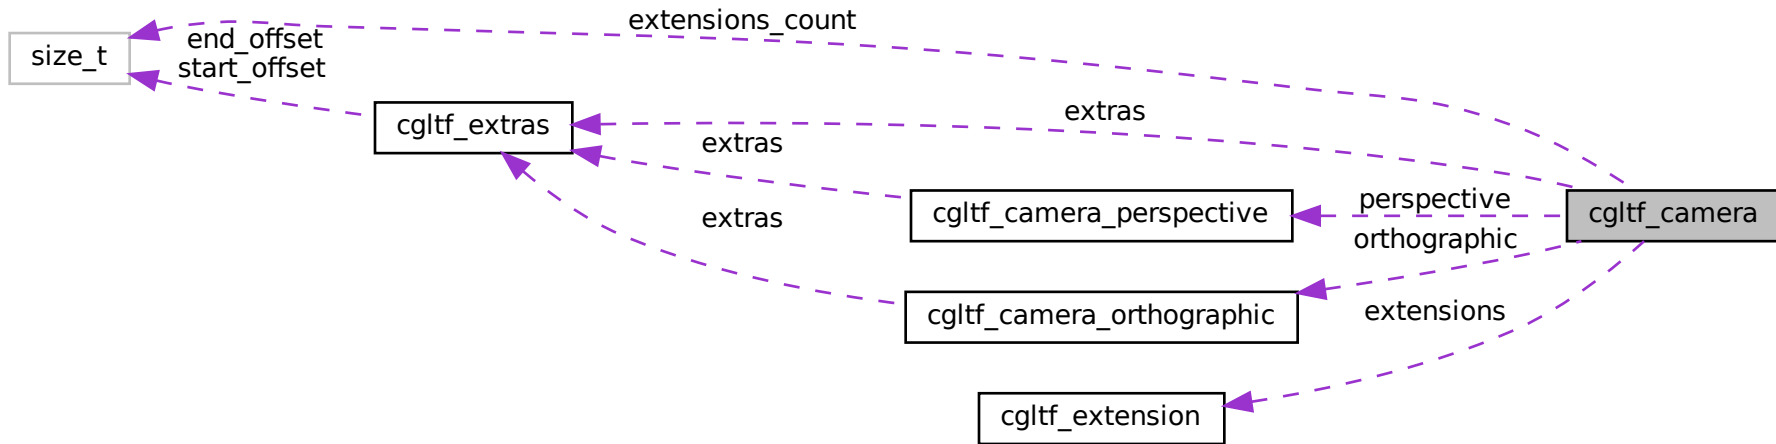 extensions_count
end_offset
start_offset
size_t
extras
cgltf_extras
extras
perspective
cgltf_camera_perspective
cgltf_camera
extras
orthographic
cgltf_camera_orthographic
extensions
cgltf_extension